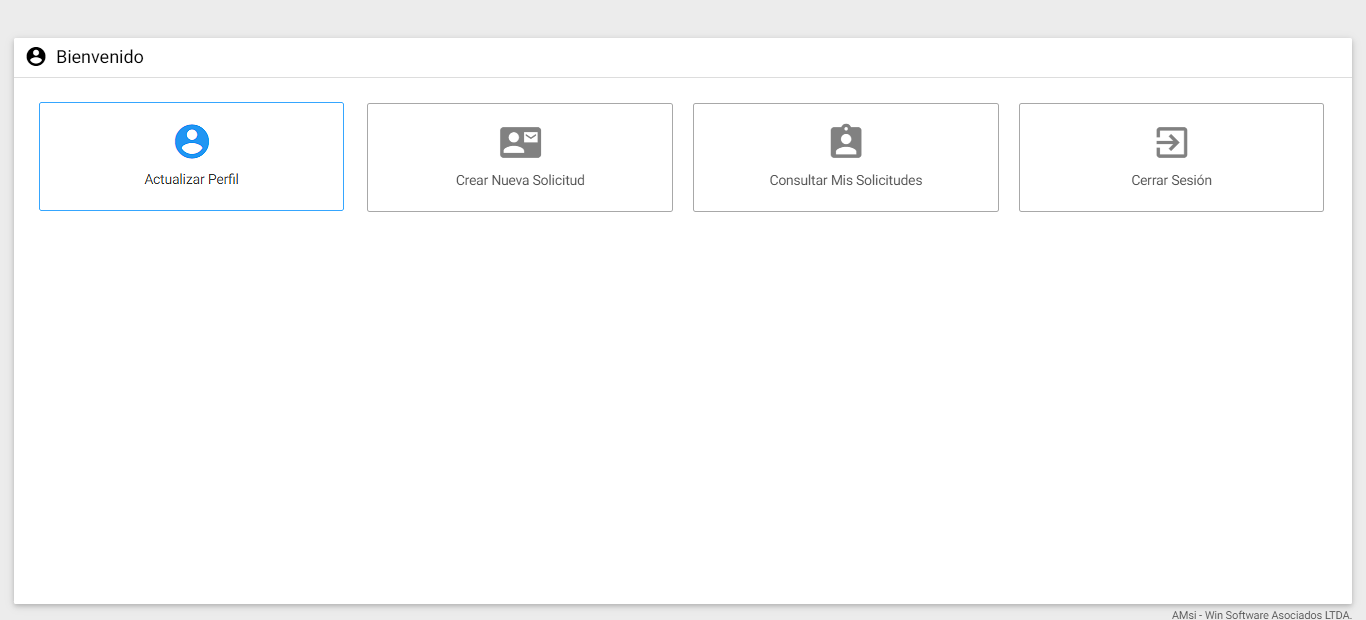 Bienvenido
Actualizar Perfil
Crear Nueva Solicitud
Consultar Mis Solicitudes
Cerrar Sesión
AMsi - Win Software Asociados LTDA.